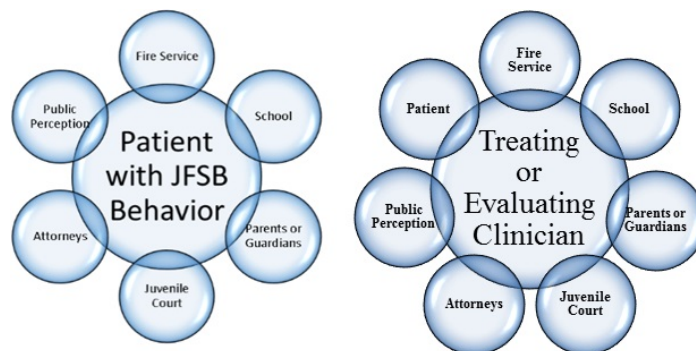 Fire Service
School
Parents or
Guardians
Juvenile
Court
Attorneys
Public
Perception
Patient
with JFSB
Behavior
Fire
Service
School
Parents or
Guardians
Juvenile
Court
Attorneys
Public
Perception
Patient
Treating
or
Evaluating
Clinician